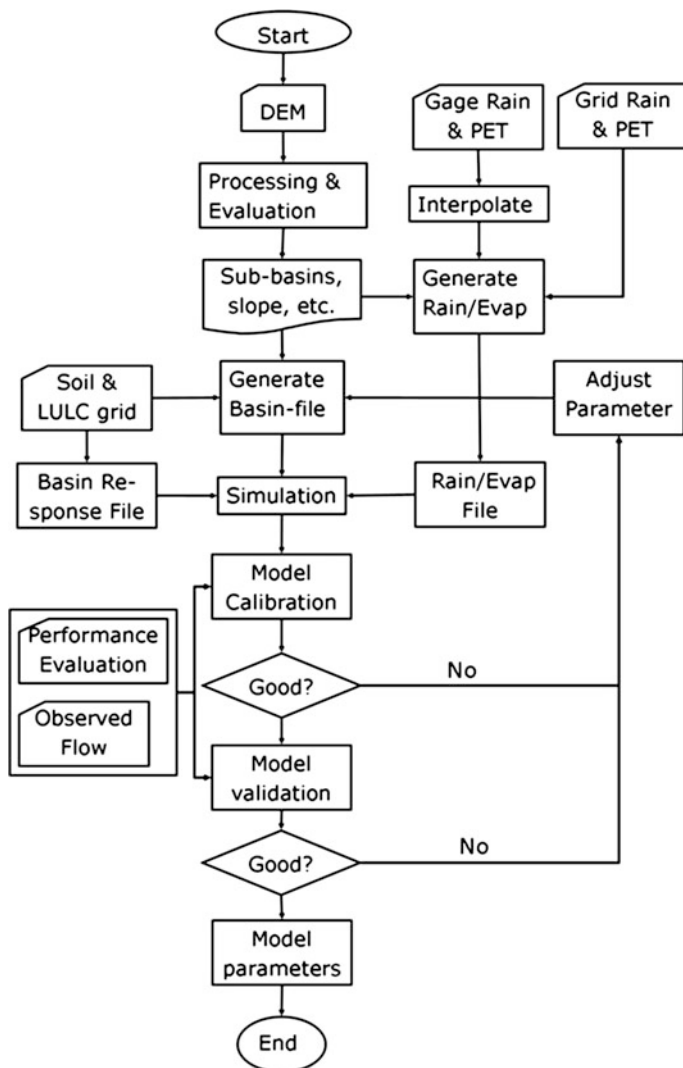 Start
DEM
Gage Rain
& PET
Grid Rain
& PET
Processing &
Evaluation
Interpolate
Sub-basins,
slope, etc.
Generate
Rain/Evap
Soil &
LULC grid
Generate
Basin-file
Adjust
Parameter
Basin Re-
sponse File
Simulation
Rain/Evap
File
Model
Calibration
Performance
Evaluation
Good?
No
Observed
Flow
Model
validation
Good?
No
Model
parameters
End